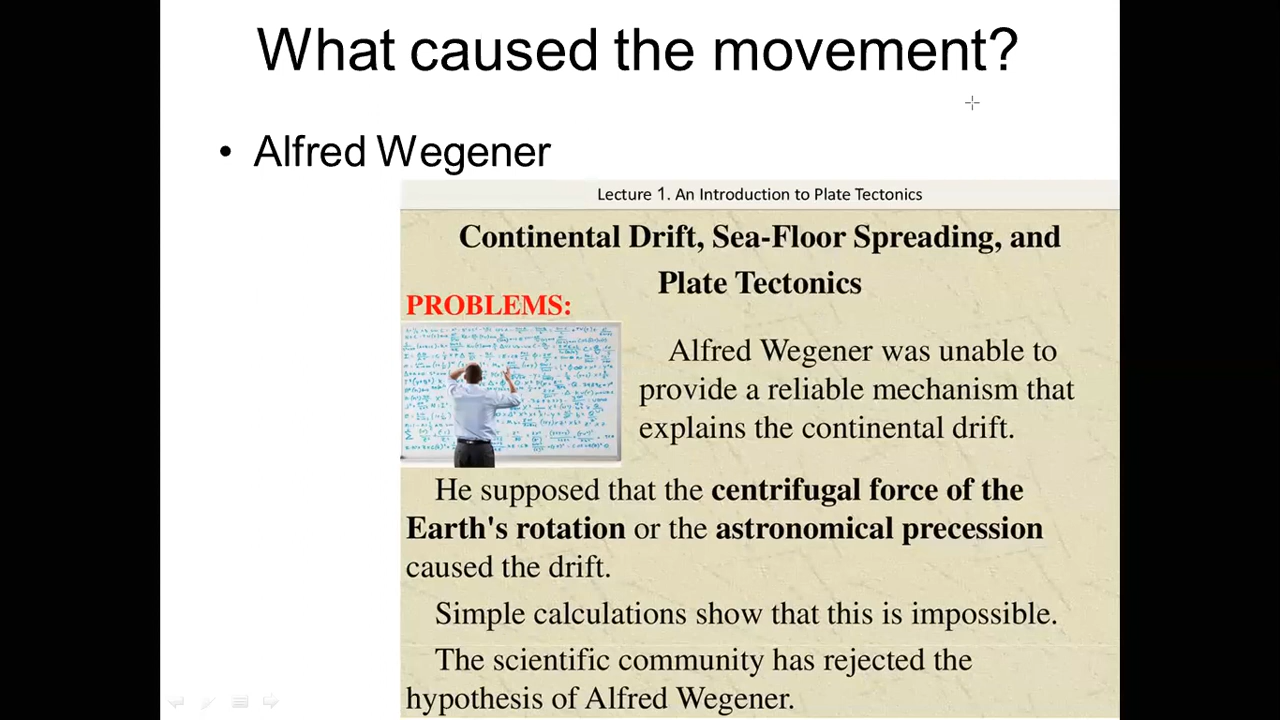 What caused the movement?
• Alfred Wegener
Lecture 1. An Introduction to Plate Tectonics
Continental Drift, Sea-Floor Spreading, and
Plate Tectonics
PROBLEMS:
Alfred Wegener was unable to
provide a reliable mechanism that
explains the continental drift.
He supposed that the centrifugal force of the
Earth's rotation or the astronomical precession
caused the drift.
Simple calculations show that this is impossible.
The scientific community has rejected the
hypothesis of Alfred Wegener.